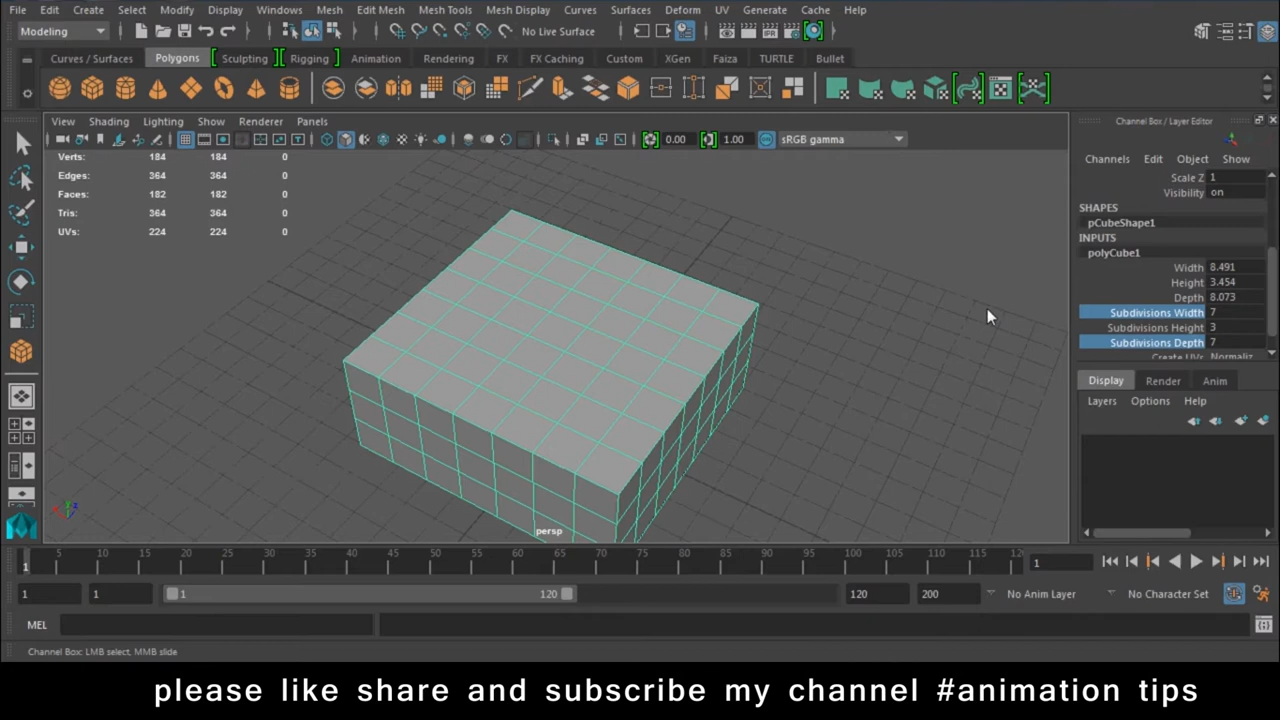 File Edit Create Select Modify Display Windows Mesh Edit Mesh Mesh Tools Mesh Display Curves Surfaces Deform UV Generate Cache Help
Modeling No Live Surface
Curves / Surfaces Polygons Sculpting Rigging Animation Rendering FX FX Caching Custom XGen Faiza TURTLE Bullet
View Shading Lighting Show Renderer Panels
0.00 1.00 sRGB gamma
Verts: 184 184 0
Edges: 364 364 0
Faces: 182 182 0
Tris: 364 364 0
UVs: 224 224 0
persp
Channel Box / Layer Editor
Channels Edit Object Show
Scale Z 1
Visibility on
SHAPES
pCubeShape1
INPUTS
polyCube1
Width 8.491
Height 3.454
Depth 8.073
Subdivisions Width 7
Subdivisions Height 3
Subdivisions Depth 7
Create UVs Normaliz
Display Render Anim
Layers Options Help
5 10 15 20 25 30 35 40 45 50 55 60 65 70 75 80 85 90 95 100 105 110 115 12
1 1
1 1 1 120 120 200 No Anim Layer No Character Set
MEL
Channel Box: LMB select, MMB slide
please like share and subscribe my channel #animation tips